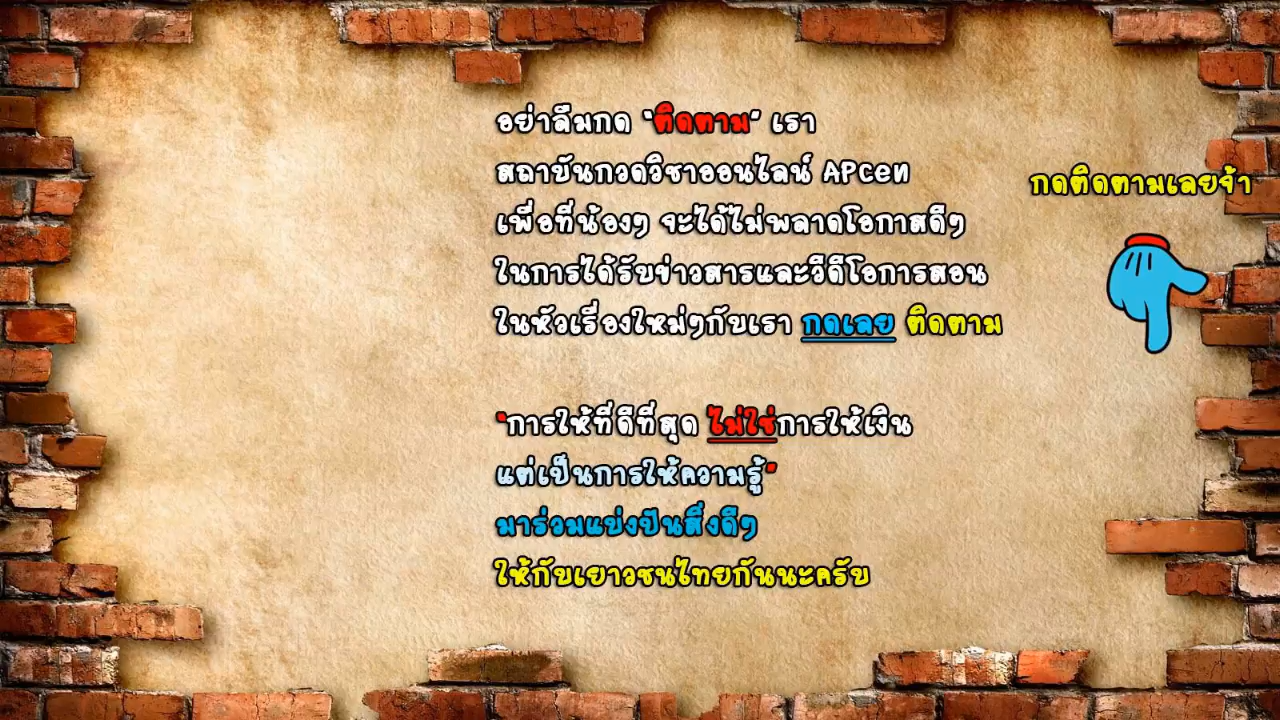 อย่าลืมกด "ติดตาม" เรา
สถาบันกวดวิชาออนไลน์ APcen
เพื่อที่น้องๆ จะได้ไม่พลาดโอกาสดีๆ
ในการได้รับข่าวสารและวีดีโอการสอน
ในหัวเรื่องใหม่ๆกับเรา กดเลย ติดตาม
กดติดตามเลยจ้า
"การให้ที่ดีที่สุด ไม่ใช่การให้เงิน
แต่เป็นการให้ความรู้"
มาร่วมแบ่งปันสิ่งดีๆ
ให้กับเยาวชนไทยกันนะครับ